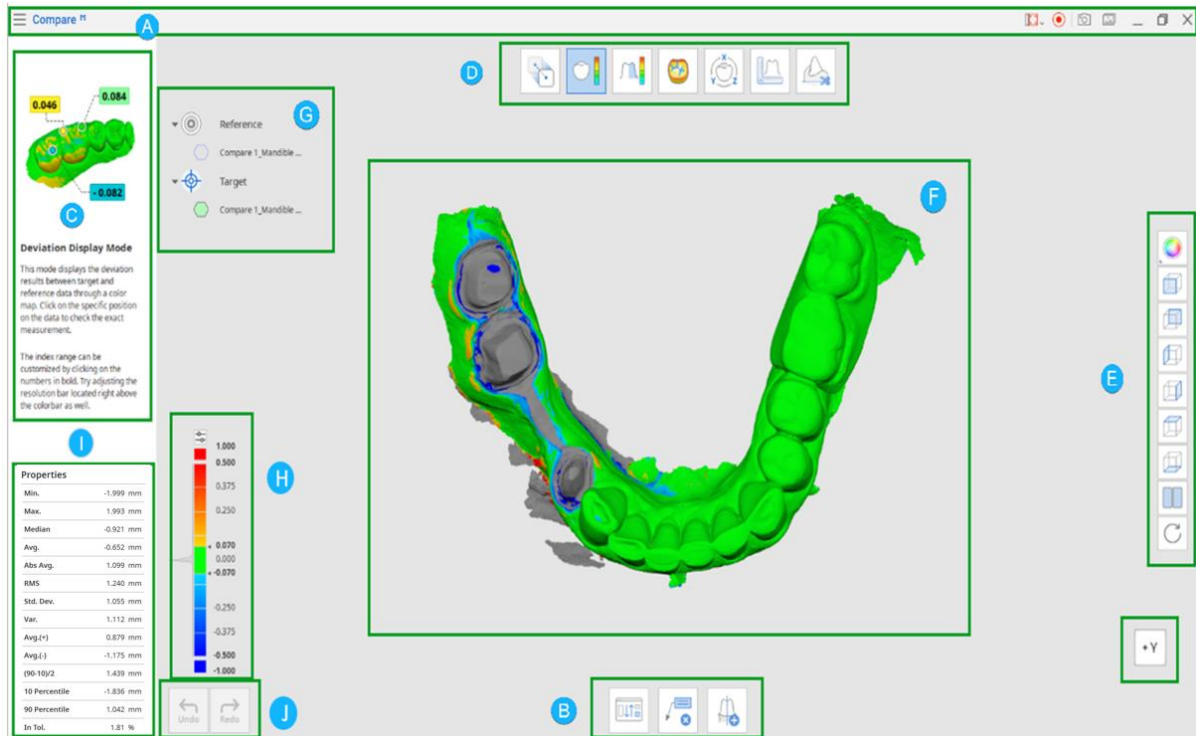 Compare M
A
D
0.046
0.084
- 0.082
C
Deviation Display Mode
This mode displays the deviation
results between target and
reference data through a color
map. Click on the specific position
on the data to check the exact
measurement.
The index range can be
customized by clicking on the
numbers in bold. Try adjusting the
resolution bar located right above
the colorbar as well.
G
Reference
Compare 1_Mandible ...
Target
Compare 1_Mandible ...
F
X
Y Z
E
I
Properties
Min. -1.999 mm
Max. 1.993 mm
Median -0.921 mm
Avg. -0.652 mm
Abs Avg. 1.099 mm
RMS 1.240 mm
Std. Dev. 1.055 mm
Var. 1.112 mm
Avg.(+) 0.879 mm
Avg.(-) -1.175 mm
(90-10)/2 1.439 mm
10 Percentile -1.836 mm
90 Percentile 1.042 mm
In Tol. 1.81 %
H
1.000
0.500
0.375
0.250
0.070
0.000
-0.070
-0.250
-0.375
-0.500
-1.000
Undo Redo
J
B
+Y